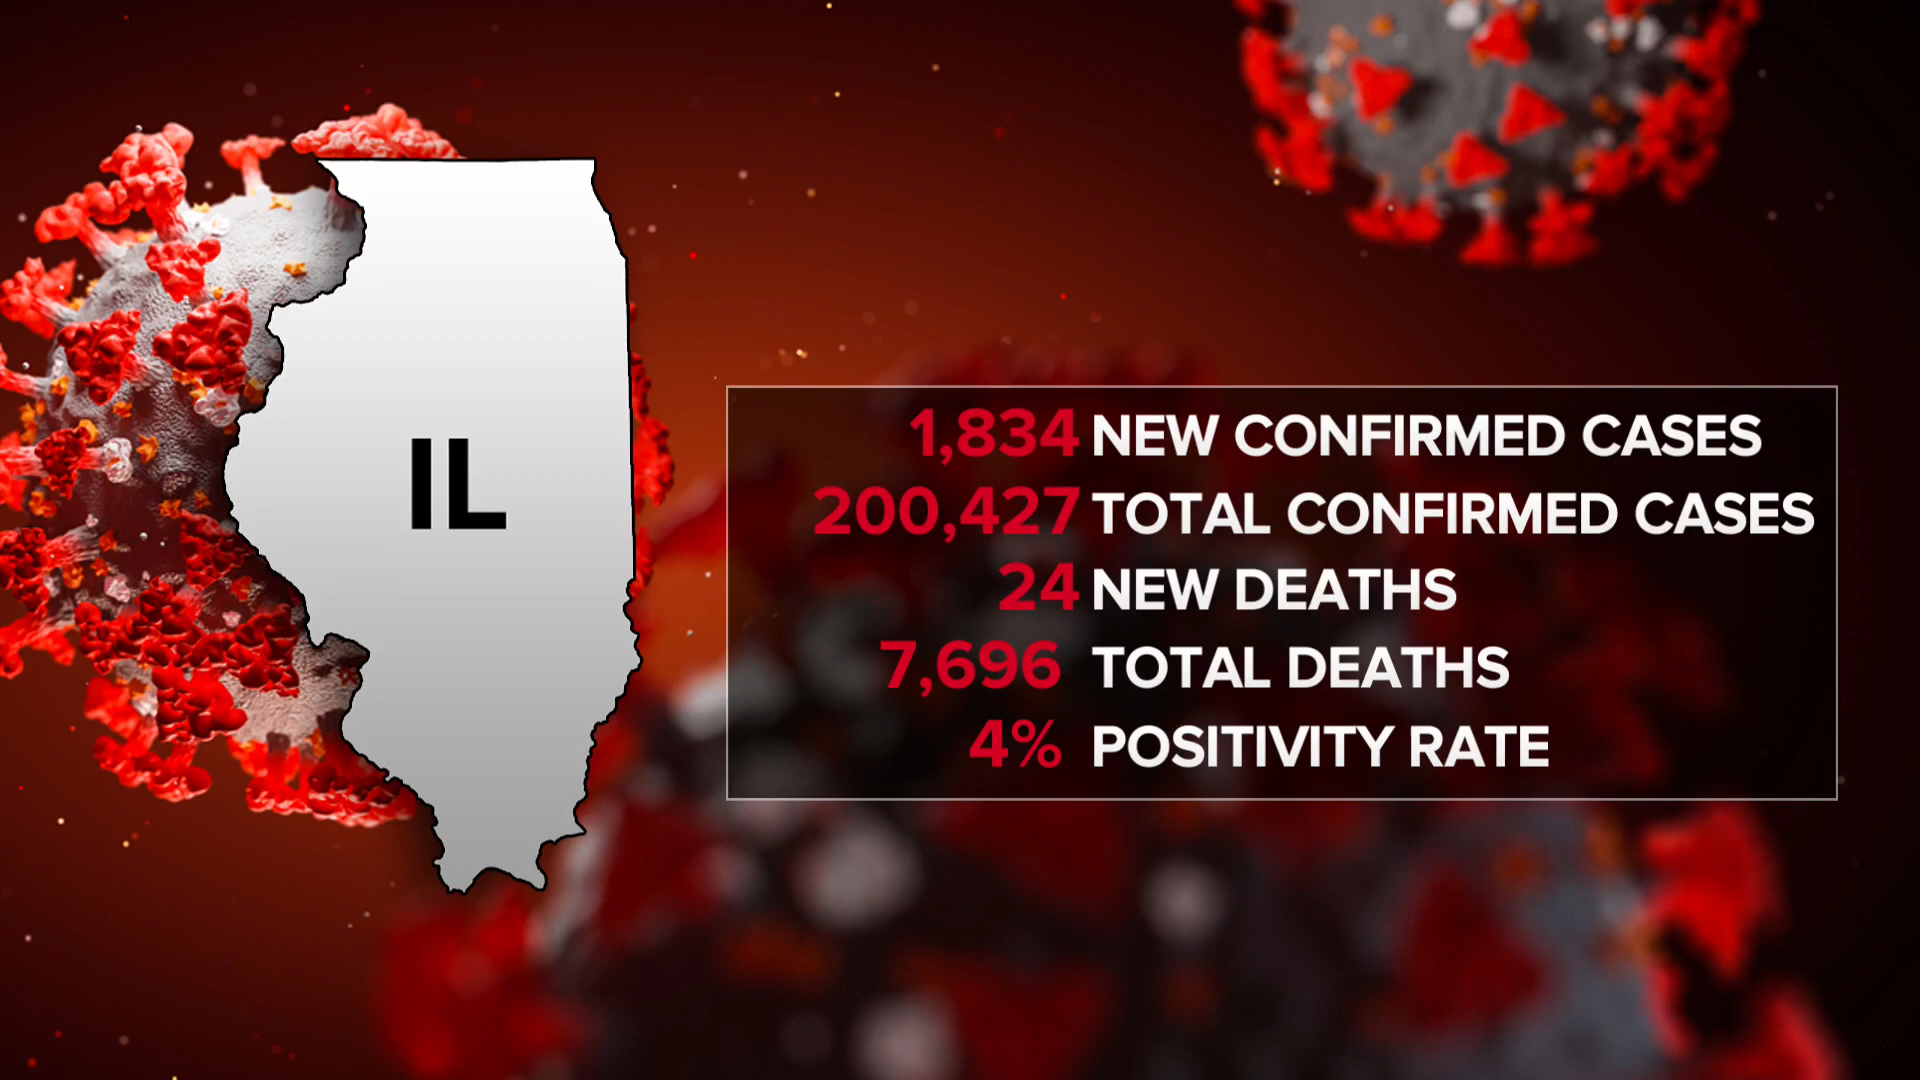 IL
1,834 NEW CONFIRMED CASES
200,427 TOTAL CONFIRMED CASES
24 NEW DEATHS
7,696 TOTAL DEATHS
4% POSITIVITY RATE